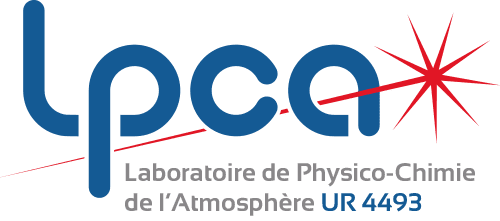 Lpca
Laboratoire de Physico-Chimie
de l'Atmosphère UR 4493